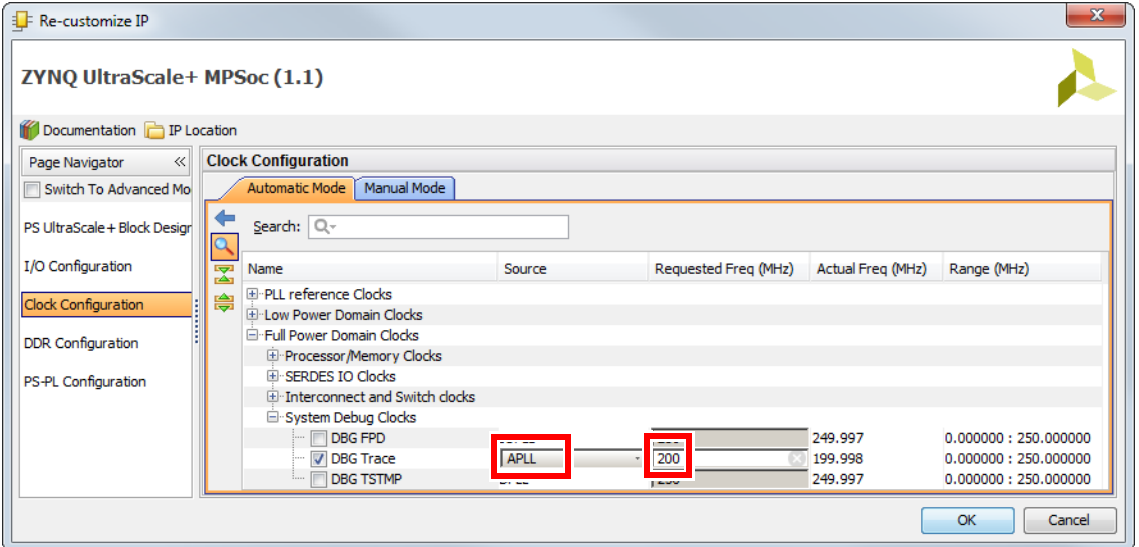 Re-customize IP
ZYNQ UltraScale+ MPSoc (1.1)
Documentation IP Location
Page Navigator «
Switch To Advanced Mo
PS UltraScale+ Block Desigr
I/O Configuration
Clock Configuration
DDR Configuration
PS-PL Configuration
Clock Configuration
Automatic Mode Manual Mode
Search:
Name Source Requested Freq (MHz) Actual Freq (MHz) Range (MHz)
PLL reference Clocks
Low Power Domain Clocks
Full Power Domain Clocks
Processor/Memory Clocks
SERDES IO Clocks
Interconnect and Switch clocks
System Debug Clocks
DBG FPD 249.997 0.000000 : 250.000000
DBG Trace APLL 200 199.998 0.000000 : 250.000000
DBG TSTMP 249.997 0.000000 : 250.000000
OK Cancel